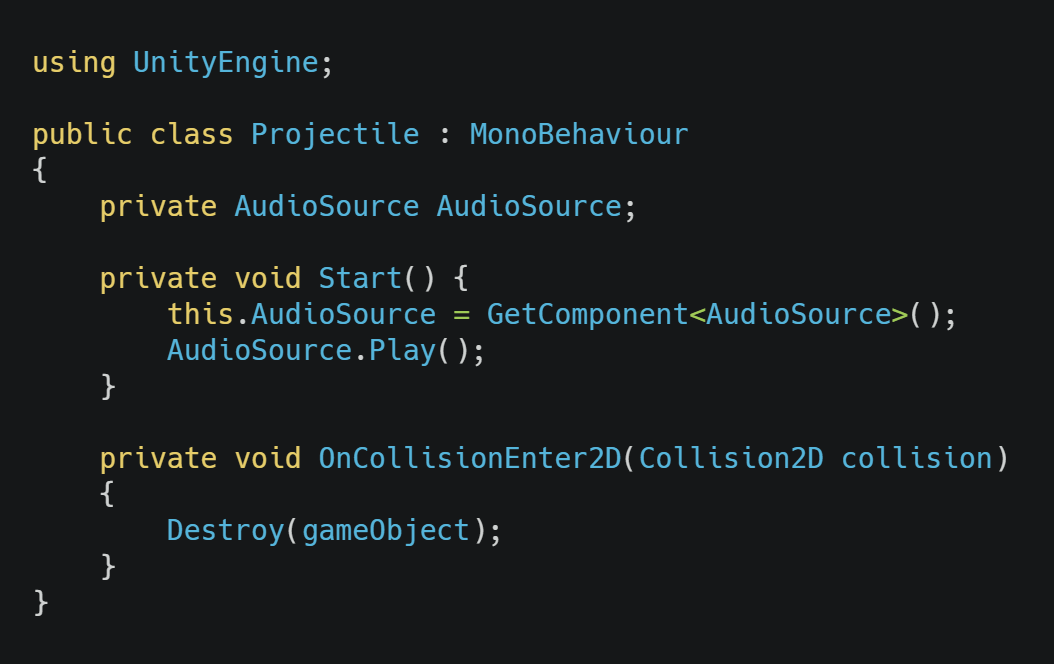 using UnityEngine;

public class Projectile : MonoBehaviour
{
    private AudioSource AudioSource;

    private void Start() {
        this.AudioSource = GetComponent<AudioSource>();
        AudioSource.Play();
    }

    private void OnCollisionEnter2D(Collision2D collision)
    {
        Destroy(gameObject);
    }
}